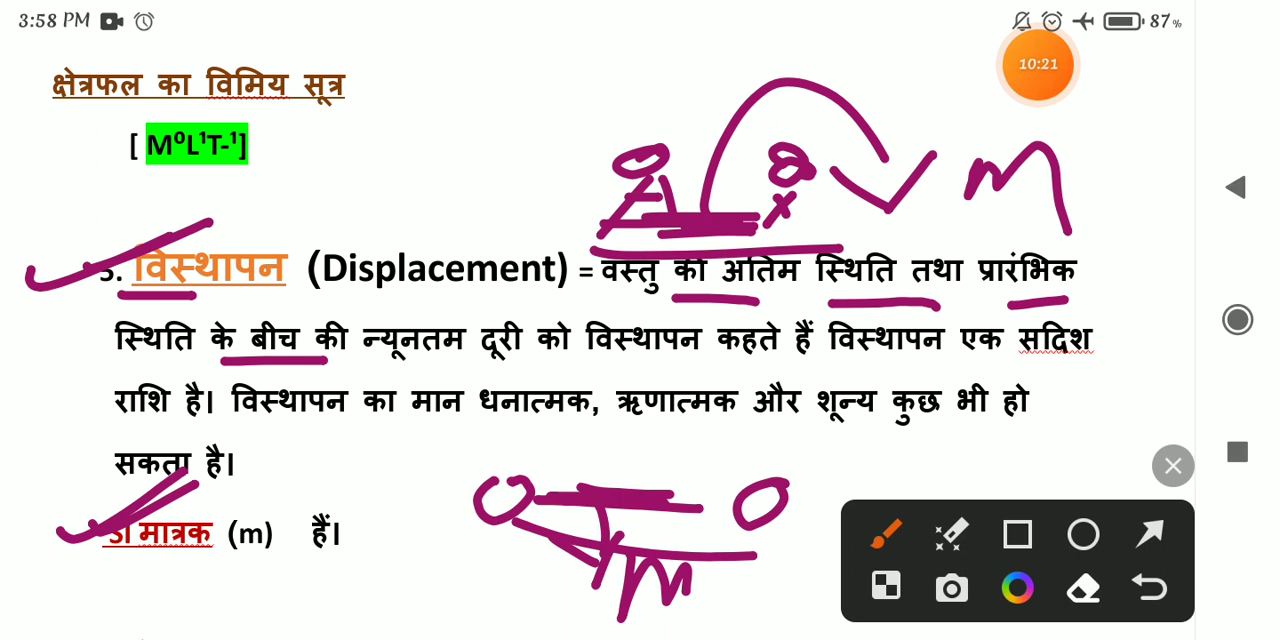 3:58 PM
87%
10:21
क्षेत्रफल का विमिय सूत्र
[ M⁰L¹T-¹]
5. विस्थापन (Displacement) = वस्तु की अंतिम स्थिति तथा प्रारंभिक
स्थिति के बीच की न्यूनतम दूरी को विस्थापन कहते हैं विस्थापन एक सदिश
राशि है। विस्थापन का मान धनात्मक, ऋणात्मक और शून्य कुछ भी हो
सकता है।
SI मात्रक (m) हैं।
m